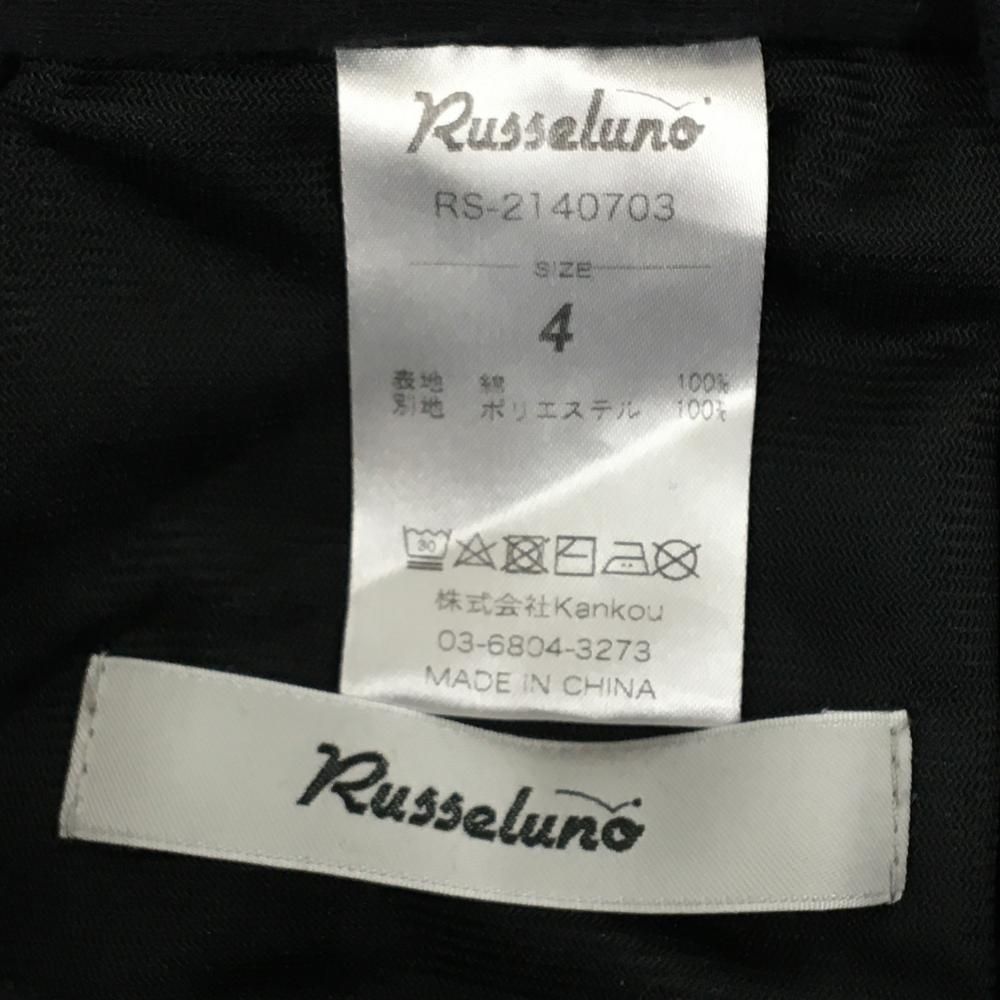 Russeluno
RS-2140703
SIZE
4
表地 綿 100%
別地 ポリエステル 100%
30
株式会社Kankou
03-6804-3273
MADE IN CHINA
Russeluno